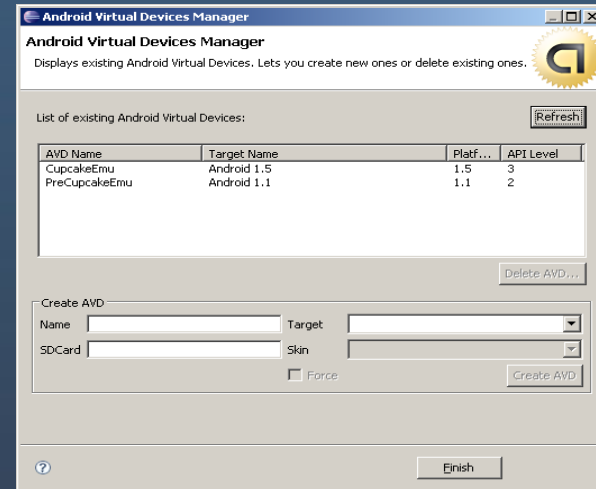 Android Virtual Devices Manager
Android Virtual Devices Manager
Displays existing Android Virtual Devices. Lets you create new ones or delete existing ones.
List of existing Android Virtual Devices:
Refresh
AVD Name Target Name Platf... API Level
CupcakeEmu Android 1.5 1.5 3
PreCupcakeEmu Android 1.1 1.1 2
Delete AVD...
Create AVD
Name Target
SDCard Skin
Force Create AVD
? Finish